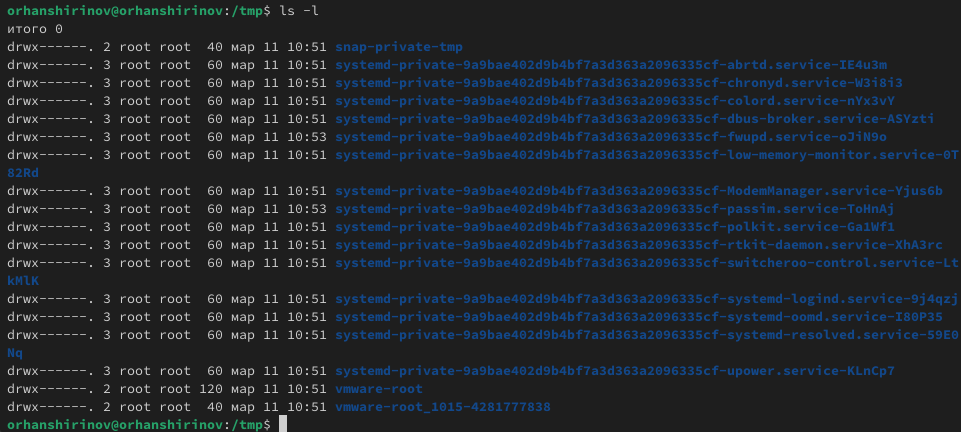 orhanshirinov@orhanshirinov:/tmp$ ls -l
итого 0
drwx------. 2 root root  40 мар 11 10:51 snap-private-tmp
drwx------. 3 root root  60 мар 11 10:51 systemd-private-9a9bae402d9b4bf7a3d363a2096335cf-abrtd.service-IE4u3m
drwx------. 3 root root  60 мар 11 10:51 systemd-private-9a9bae402d9b4bf7a3d363a2096335cf-chronyd.service-W3i8i3
drwx------. 3 root root  60 мар 11 10:51 systemd-private-9a9bae402d9b4bf7a3d363a2096335cf-colord.service-nYx3vY
drwx------. 3 root root  60 мар 11 10:51 systemd-private-9a9bae402d9b4bf7a3d363a2096335cf-dbus-broker.service-ASYzti
drwx------. 3 root root  60 мар 11 10:53 systemd-private-9a9bae402d9b4bf7a3d363a2096335cf-fwupd.service-oJiN9o
drwx------. 3 root root  60 мар 11 10:51 systemd-private-9a9bae402d9b4bf7a3d363a2096335cf-low-memory-monitor.service-0T
82Rd
drwx------. 3 root root  60 мар 11 10:51 systemd-private-9a9bae402d9b4bf7a3d363a2096335cf-ModemManager.service-Yjus6b
drwx------. 3 root root  60 мар 11 10:53 systemd-private-9a9bae402d9b4bf7a3d363a2096335cf-passim.service-ToHnAj
drwx------. 3 root root  60 мар 11 10:51 systemd-private-9a9bae402d9b4bf7a3d363a2096335cf-polkit.service-Ga1Wf1
drwx------. 3 root root  60 мар 11 10:51 systemd-private-9a9bae402d9b4bf7a3d363a2096335cf-rtkit-daemon.service-XhA3rc
drwx------. 3 root root  60 мар 11 10:51 systemd-private-9a9bae402d9b4bf7a3d363a2096335cf-switcheroo-control.service-Lt
kMlK
drwx------. 3 root root  60 мар 11 10:51 systemd-private-9a9bae402d9b4bf7a3d363a2096335cf-systemd-logind.service-9j4qzj
drwx------. 3 root root  60 мар 11 10:51 systemd-private-9a9bae402d9b4bf7a3d363a2096335cf-systemd-oomd.service-I80P35
drwx------. 3 root root  60 мар 11 10:51 systemd-private-9a9bae402d9b4bf7a3d363a2096335cf-systemd-resolved.service-59E0
Nq
drwx------. 3 root root  60 мар 11 10:51 systemd-private-9a9bae402d9b4bf7a3d363a2096335cf-upower.service-KLnCp7
drwx------. 2 root root 120 мар 11 10:51 vmware-root
drwx------. 2 root root  40 мар 11 10:51 vmware-root_1015-4281777838
orhanshirinov@orhanshirinov:/tmp$